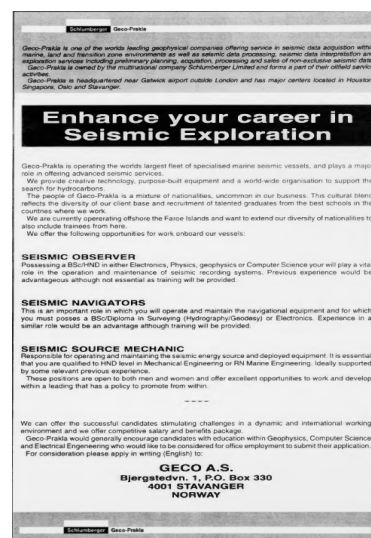 Schlumberger Geco-Prakla
Geco-Prakla is one of the worlds leeding geophysical companies offering service in seismic data acquistion within
marine, land and transition zone environments as well as seismic data processing, seismic data interpretation and
exploration services including preliminary planning, acquistion, processing and sales of non-exclusive seismic data.
Geco-Prakla is owned by the multinational company Schlumberger Limited and forms a part of their oilfield service
activities.
Geco-Prakla is headquartered near Gatwick airport outside London and has major centers located in Houston,
Singapore, Oslo and Stavanger.
Enhance your career in
Seismic Exploration
Geco-Prakla is operating the worlds largest fleet of specialised marine seismic vessels, and plays a major
role in offering advanced seismic services.
We provide creative technology, purpose-built equipment and a world-wide organisation to support the
search for hydrocarbons.
The people of Geco-Prakla is a mixture of nationalities, uncommon in our business. This cultural blend
reflects the diversity of our client base and recruitment of talented graduates from the best schools in the
countries where we work.
We are currently opererating offshore the Faroe Islands and want to extend our diversity of nationalities to
also include trainees from here.
We offer the following opportunities for work onboard our vessels:
SEISMIC OBSERVER
Possessing a BSc/HND in either Electronics, Physics, geophysics or Computer Science your will play a vital
role in the operation and maintenance of seismic recording systems. Previous experience would be
advantageous although not essential as training will be provided.
SEISMIC NAVIGATORS
This is an important role in which you will operate and maintain the navigational equipment and for which
you must posses a BSc/Diploma in Surveying (Hydrography/Geodesy) or Electronics. Experience in a
similar role would be an advantage although training will be provided.
SEISMIC SOURCE MECHANIC
Responsible for operating and maintaining the seismic energy source and deployed equipment. It is essential
that you are qualified to HND level in Mechanical Engineering or RN Marine Engineering. Ideally supported
by some relevant previous experience.
These positions are open to both men and women and offer excellent opportunities to work and develop
within a leading that has a policy to promote from within.
----
We can offer the successful candidates stimulating challenges in a dynamic and international working
environment and we offer competitive salary and benefits package.
Geco-Prakla would generally encourage candidates with education within Geophysics, Computer Science
and Electrical Engeneering who would like to be considered for office employment to submit their application.
For consideration please apply in writing (English) to:
GECO A.S.
Bjergstedvn. 1, P.O. Box 330
4001 STAVANGER
NORWAY
Schlumberger Geco-Prakla